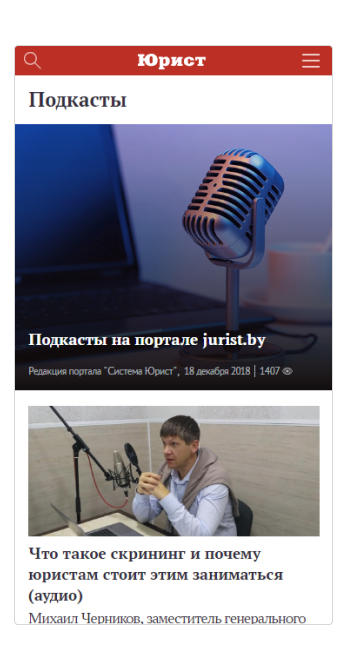 Юрист
Подкасты
Подкасты на портале jurist.by
Редакция портала "Система Юрист", 18 декабря 2018 | 1407
Что такое скрининг и почему
юристам стоит этим заниматься
(аудио)
Михаил Черников, заместитель генерального